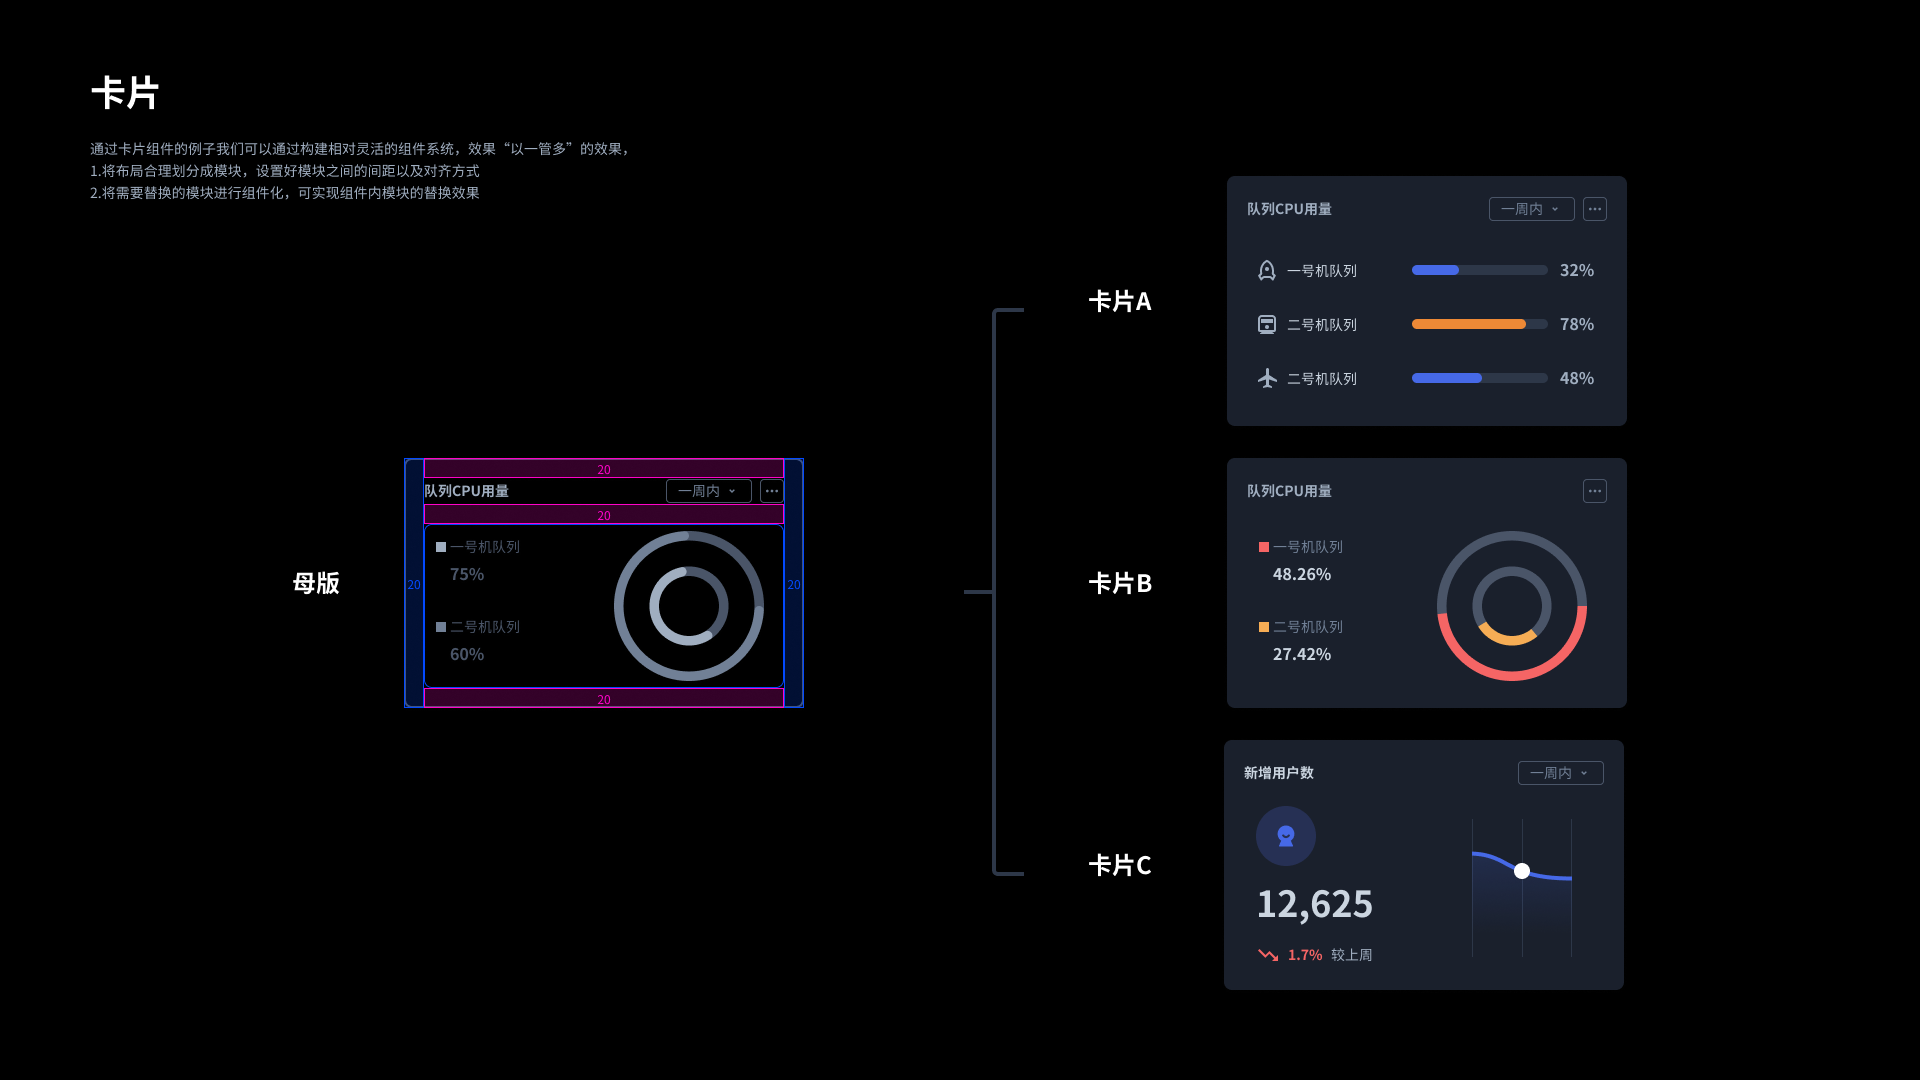 卡片
通过卡片组件的例子我们可以通过构建相对灵活的组件系统，效果“以一管多”的效果，
1.将布局合理划分成模块，设置好模块之间的间距以及对齐方式
2.将需要替换的模块进行组件化，可实现组件内模块的替换效果
母版
20
队列CPU用量
一周内
20
一号机队列
75%
20
20
二号机队列
60%
20
卡片A
队列CPU用量
一周内
一号机队列
32%
二号机队列
78%
二号机队列
48%
卡片B
队列CPU用量
一号机队列
48.26%
二号机队列
27.42%
卡片C
新增用户数
一周内
12,625
1.7% 较上周